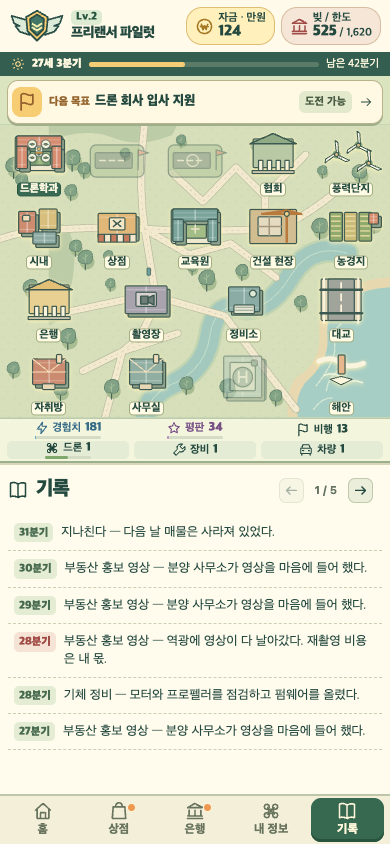 Lv.2
프리랜서 파일럿
자금 · 만원
124
빚 / 한도
525 / 1,620
27세 3분기
남은 42분기
다음 목표 드론 회사 입사 지원
도전 가능
드론학과
협회
풍력단지
시내
상점
교육원
건설 현장
농경지
은행
촬영장
정비소
대교
H
자취방
사무실
해안
경험치 181
평판 34
비행 13
드론 1
장비 1
차량 1
기록
1 / 5
31분기 지나친다 — 다음 날 매물은 사라져 있었다.
30분기 부동산 홍보 영상 — 분양 사무소가 영상을 마음에 들어 했다.
29분기 부동산 홍보 영상 — 분양 사무소가 영상을 마음에 들어 했다.
28분기 부동산 홍보 영상 — 역광에 영상이 다 날아갔다. 재촬영 비용
은 내 몫.
28분기 기체 정비 — 모터와 프로펠러를 점검하고 펌웨어를 올렸다.
27분기 부동산 홍보 영상 — 분양 사무소가 영상을 마음에 들어 했다.
홈
상점
은행
내 정보
기록